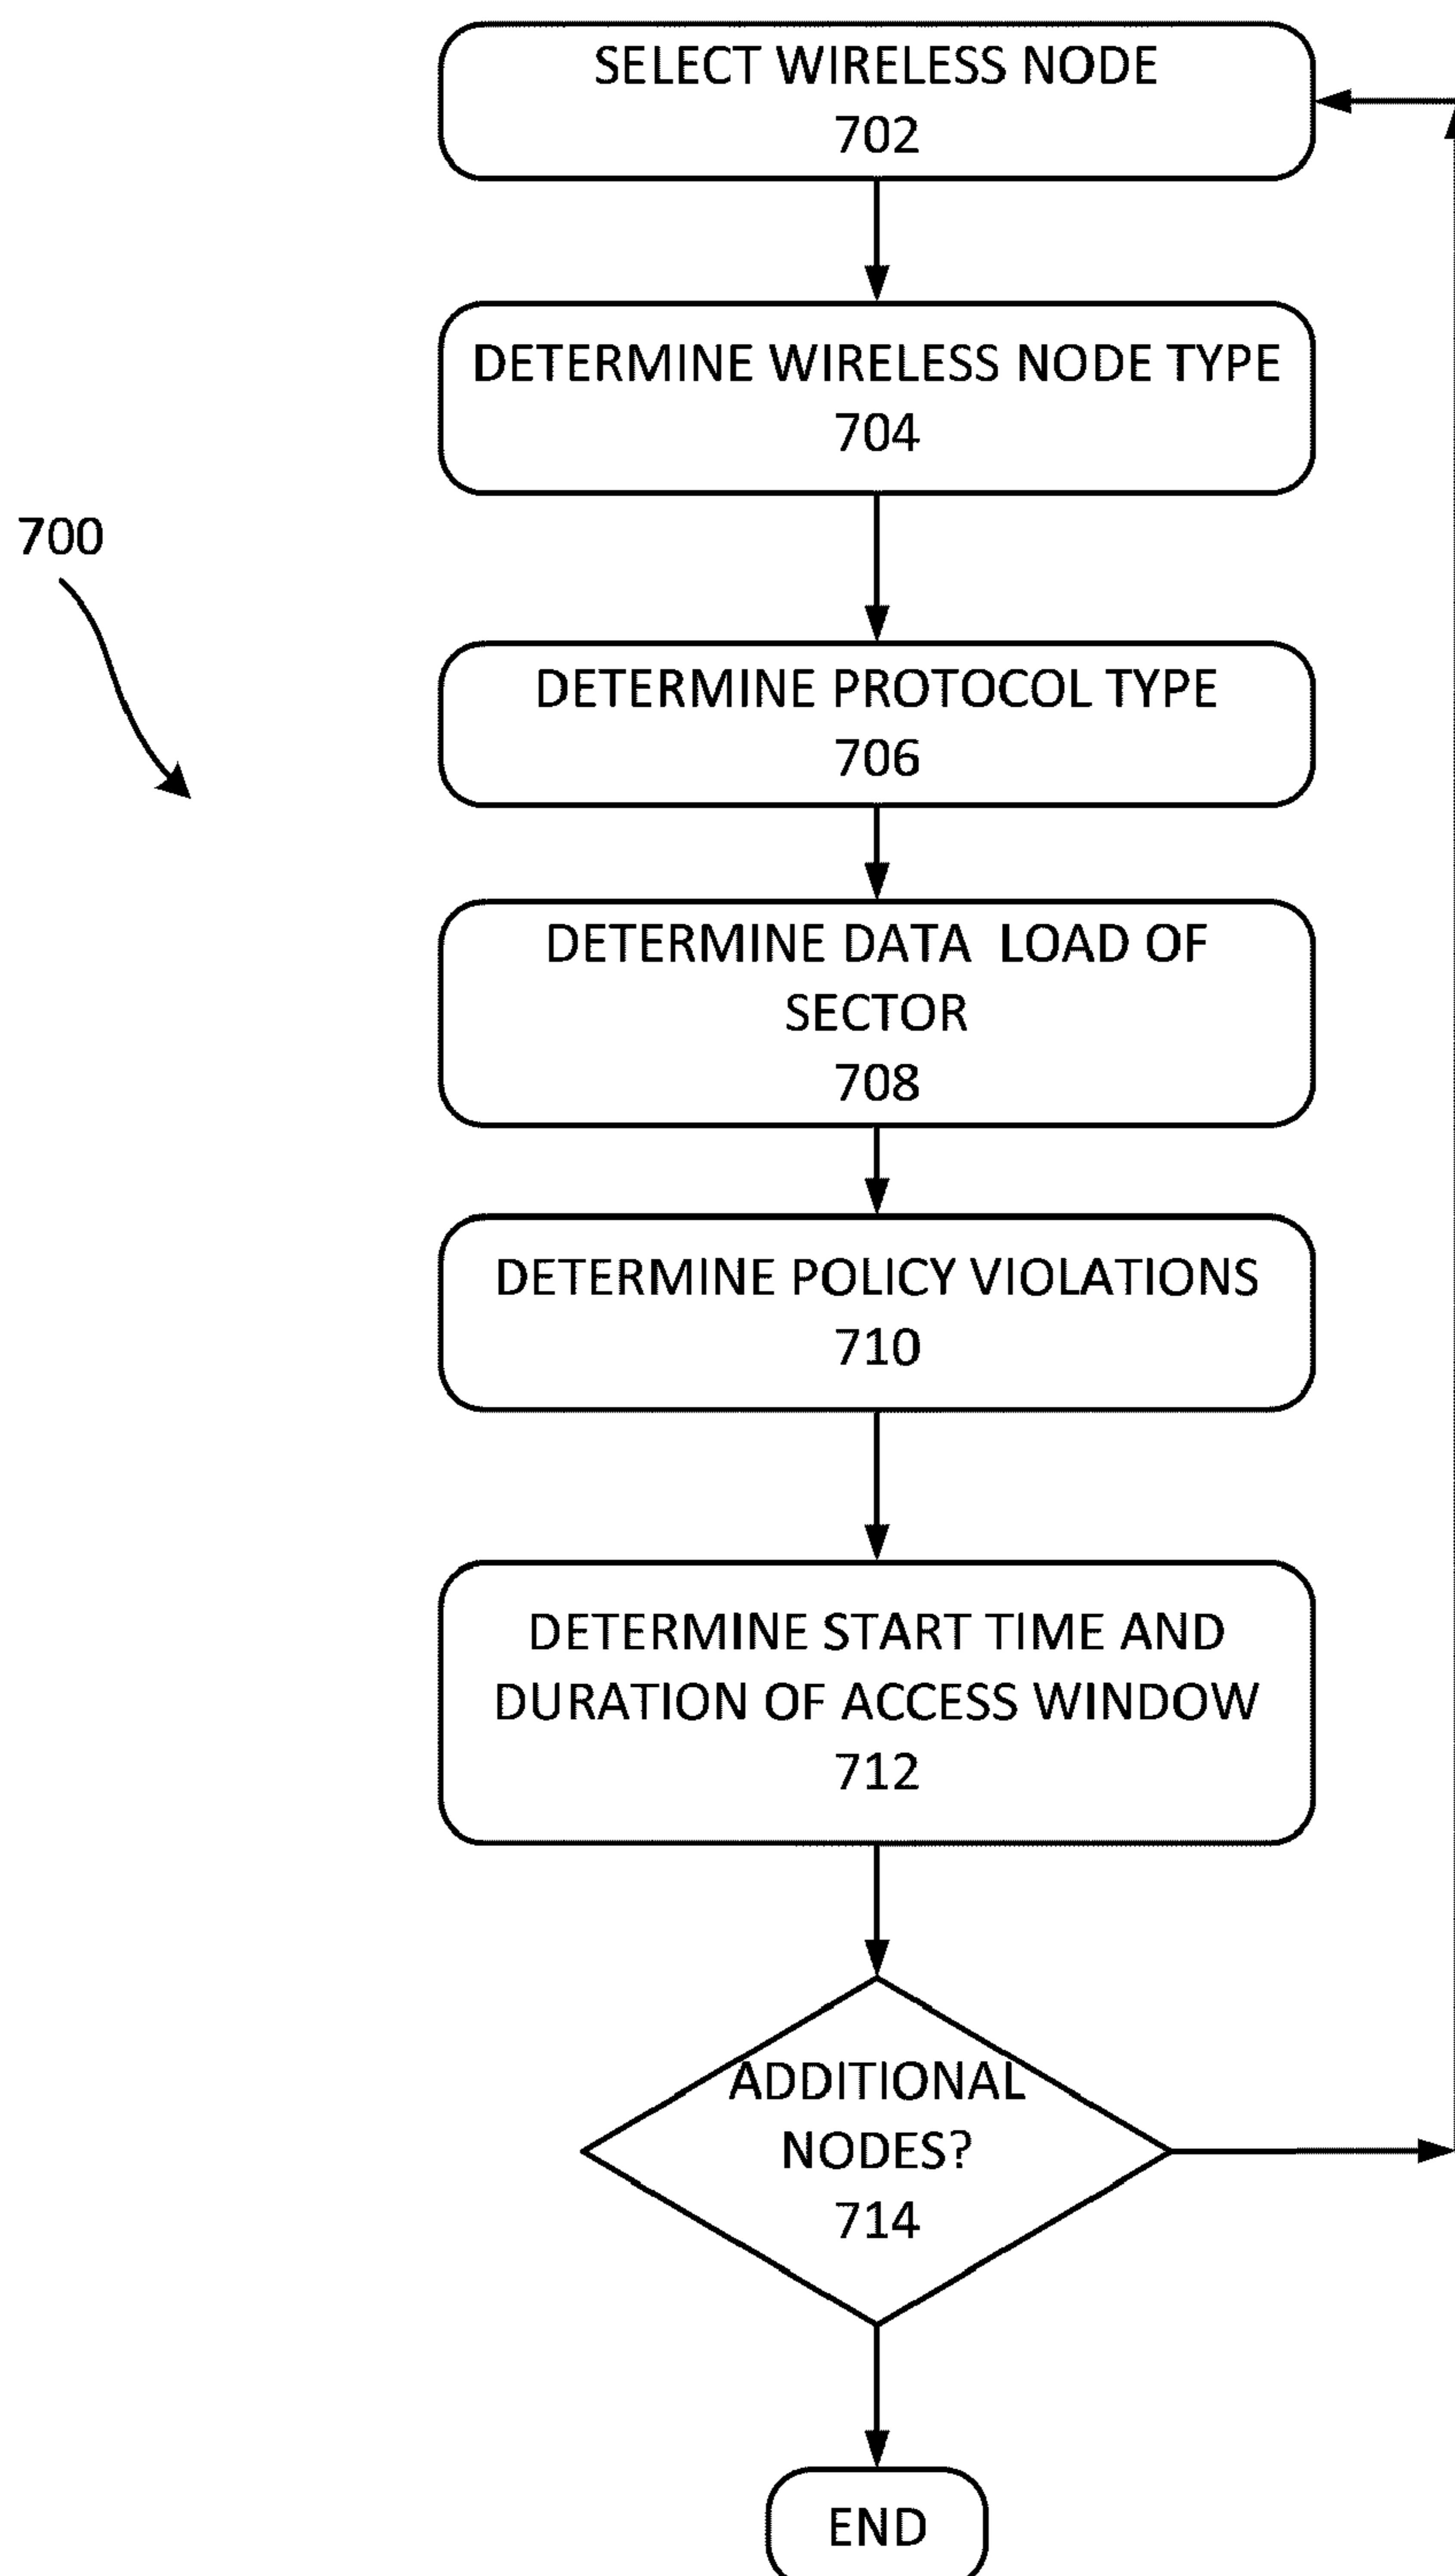 SELECT WIRELESS NODE
702
DETERMINE WIRELESS NODE TYPE
704
700
DETERMINE PROTOCOL TYPE
706
DETERMINE DATA LOAD OF
SECTOR
708
DETERMINE POLICY VIOLATIONS
710
DETERMINE START TIME AND
DURATION OF ACCESS WINDOW
712
ADDITIONAL
NODES?
714
END